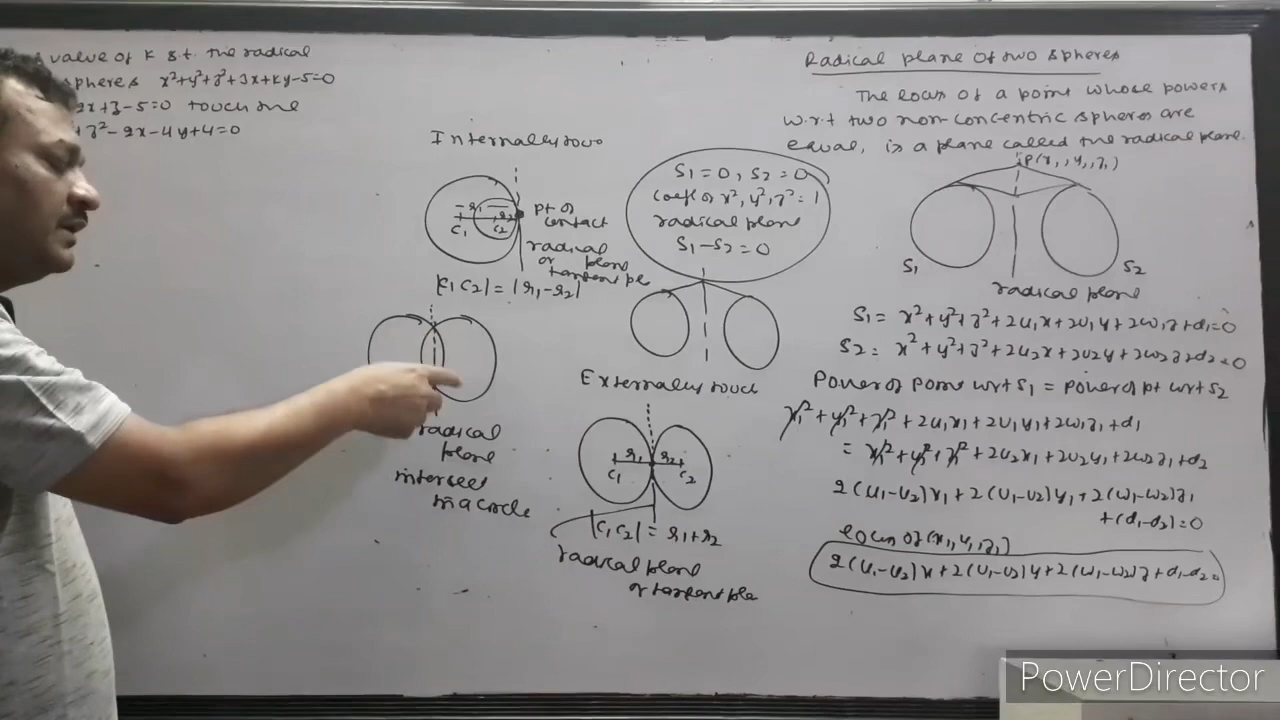 value of K s.t. the radical
spheres x²+y²+z²+3x+ky-5=0
2x+z-5=0 touch the
+z²-2x-4y+4=0
Internally
r₁
r₂
C₁
C₂
pt of
contact
radical
or plane
tangent pl
|C₁C₂| = |r₁-r₂|
radical
plane
intersect
in a circle
S₁=0, S₂=0
coeff of x², y², z² = 1
radical plane
S₁-S₂=0
Externally touch
r₁
r₂
C₁
C₂
|C₁C₂| = r₁+r₂
radical plane
or tangent pla
Radical plane of two spheres
The locus of a point whose powers
w.r.t two non-concentric spheres are
equal, is a plane called the radical plane.
P(x₁, y₁, z₁)
S₁
S₂
radical plane
S₁= x²+y²+z²+2u₁x+2v₁y+2w₁z+d₁=0
S₂= x²+y²+z²+2u₂x+2v₂y+2w₂z+d₂=0
Power of point wrt S₁ = power of pt wrt S₂
x₁²+y₁²+z₁²+2u₁x₁+2v₁y₁+2w₁z₁+d₁
= x₁²+y₁²+z₁²+2u₂x₁+2v₂y₁+2w₂z₁+d₂
2(u₁-u₂)x₁+2(v₁-v₂)y₁+2(w₁-w₂)z₁
+(d₁-d₂)=0
locus of (x₁, y₁, z₁)
2(u₁-u₂)x+2(v₁-v₂)y+2(w₁-w₂)z+d₁-d₂=0
PowerDirector